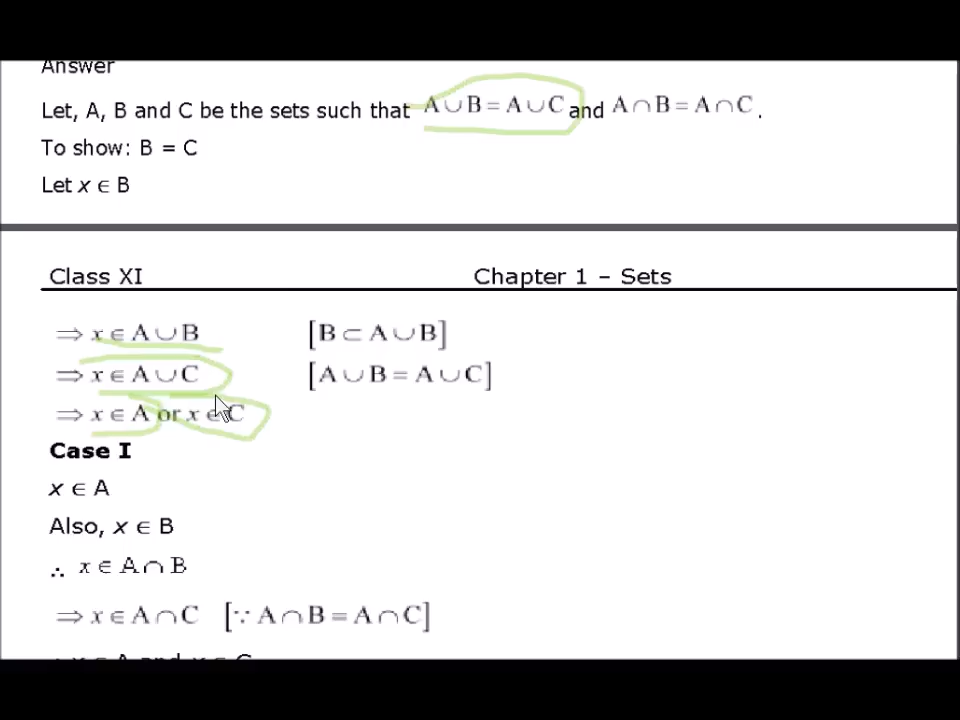 Answer
Let, A, B and C be the sets such that A ∪ B = A ∪ C and A ∩ B = A ∩ C.
To show: B = C
Let x ∈ B
Class XI Chapter 1 – Sets
⇒ x ∈ A ∪ B [B ⊂ A ∪ B]
⇒ x ∈ A ∪ C [A ∪ B = A ∪ C]
⇒ x ∈ A or x ∈ C
Case I
x ∈ A
Also, x ∈ B
∴ x ∈ A ∩ B
⇒ x ∈ A ∩ C [∵ A ∩ B = A ∩ C]
x ∈ A and x ∈ C